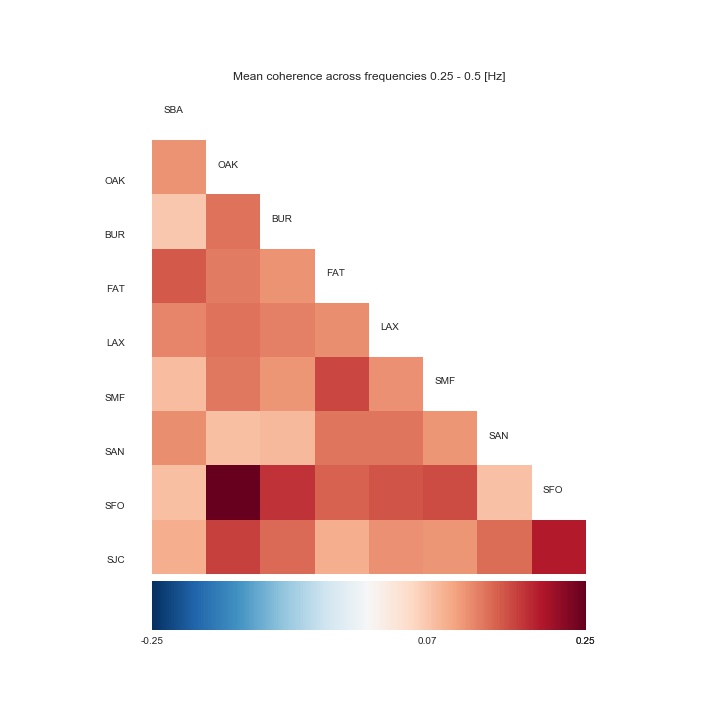 Mean coherence across frequencies 0.25 - 0.5 [Hz]
SBA
OAK
OAK
BUR
BUR
FAT
FAT
LAX
LAX
SMF
SMF
SAN
SAN
SFO
SFO
SJC
-0.25 0.07 0.25